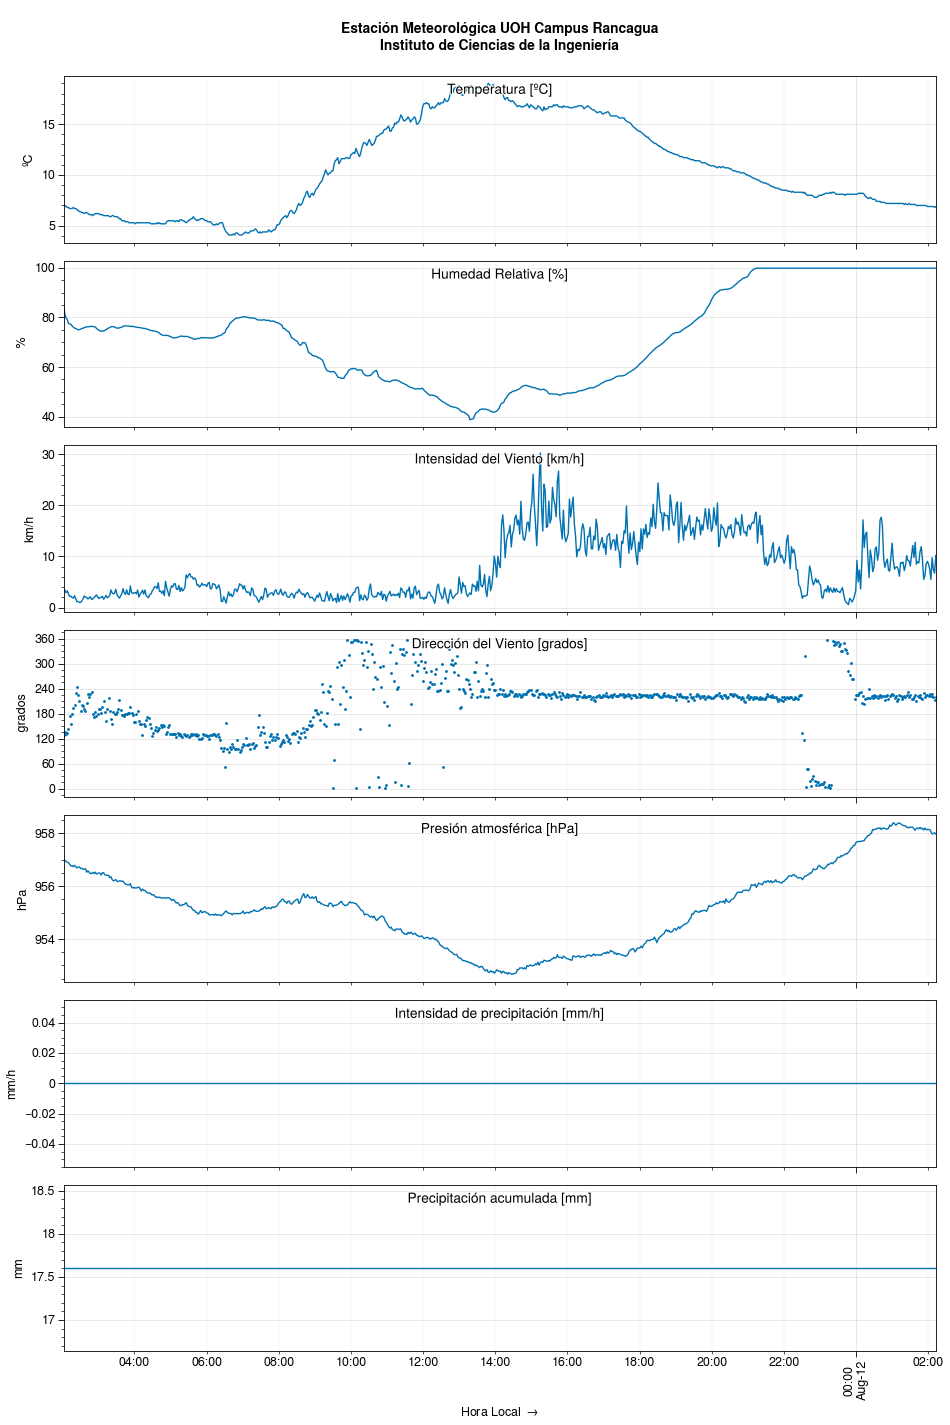 Estación Meteorológica UOH Campus Rancagua
Instituto de Ciencias de la Ingeniería
Temperatura [ºC]
ºC
15
10
5
Humedad Relativa [%]
%
100
80
60
40
Intensidad del Viento [km/h]
km/h
30
20
10
0
Dirección del Viento [grados]
grados
360
300
240
180
120
60
0
Presión atmosférica [hPa]
hPa
958
956
954
Intensidad de precipitación [mm/h]
mm/h
0.04
0.02
0
−0.02
−0.04
Precipitación acumulada [mm]
mm
18.5
18
17.5
17
04:00 06:00 08:00 10:00 12:00 14:00 16:00 18:00 20:00 22:00 00:00 02:00
Aug-12
Hora Local →